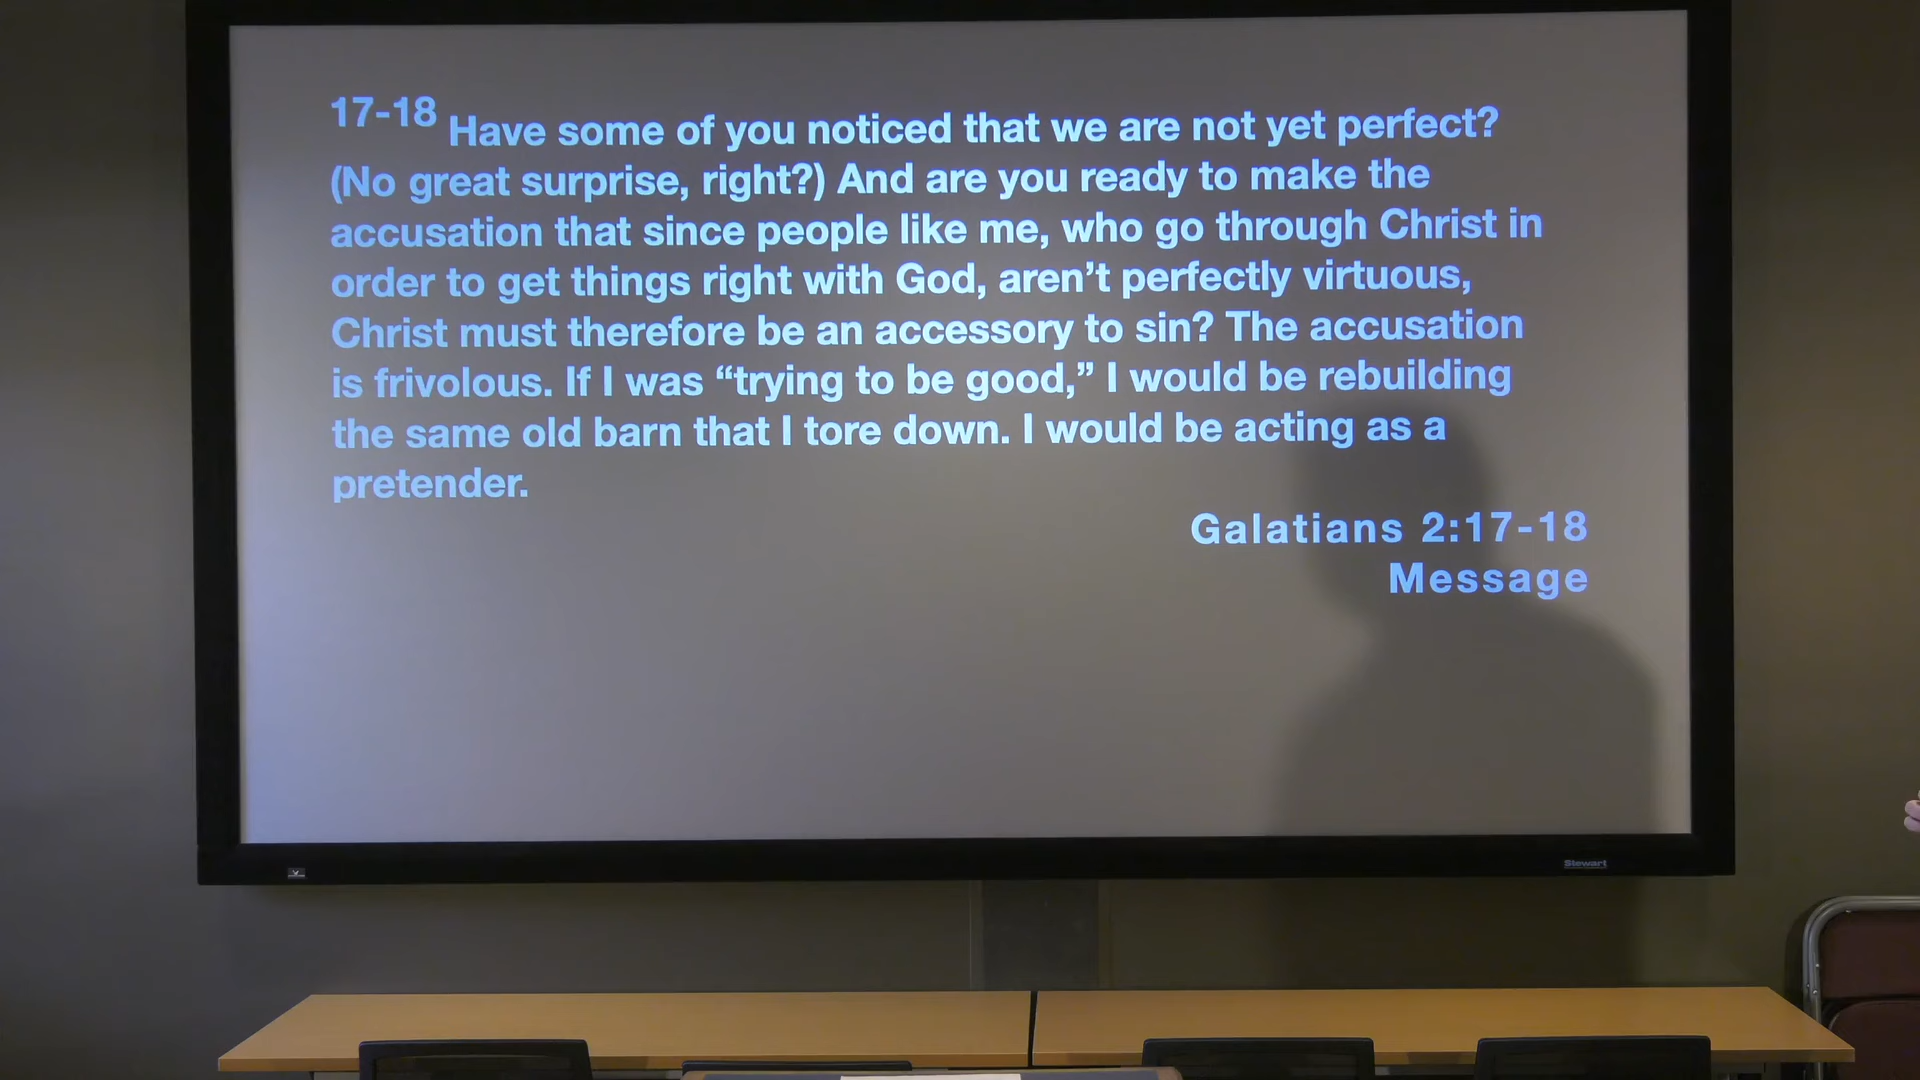 17-18 Have some of you noticed that we are not yet perfect?
(No great surprise, right?) And are you ready to make the
accusation that since people like me, who go through Christ in
order to get things right with God, aren’t perfectly virtuous,
Christ must therefore be an accessory to sin? The accusation
is frivolous. If I was “trying to be good,” I would be rebuilding
the same old barn that I tore down. I would be acting as a
pretender.
Galatians 2:17-18
Message
Stewart